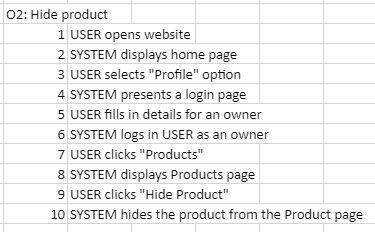 O2: Hide product
1 USER opens website
2 SYSTEM displays home page
3 USER selects "Profile" option
4 SYSTEM presents a login page
5 USER fills in details for an owner
6 SYSTEM logs in USER as an owner
7 USER clicks "Products"
8 SYSTEM displays Products page
9 USER clicks "Hide Product"
10 SYSTEM hides the product from the Product page